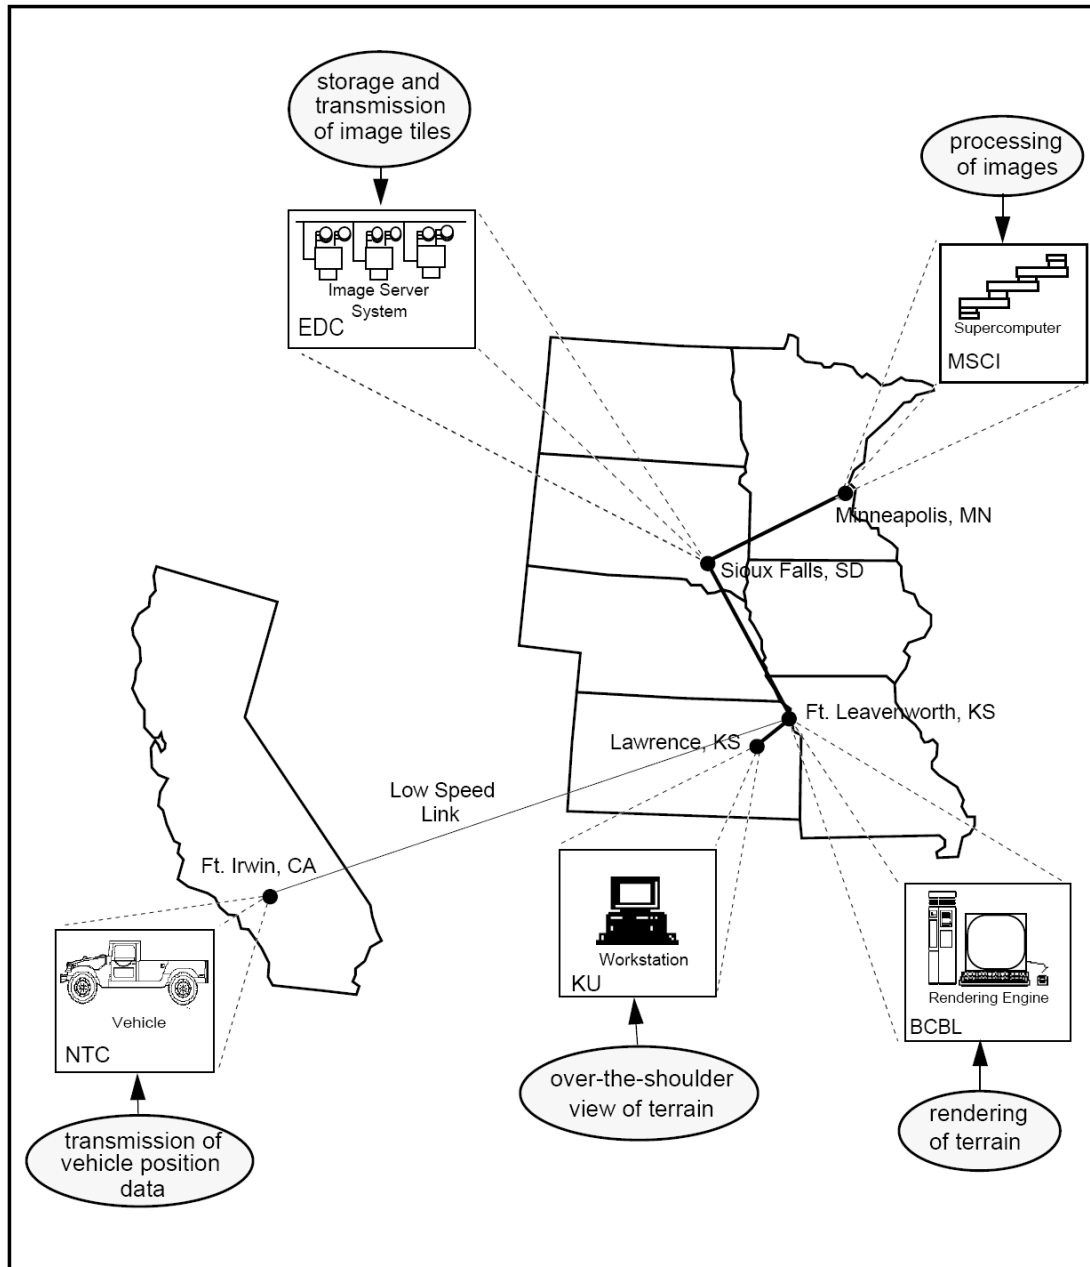 storage and
transmission
of image tiles
processing
of images
Image Server
System
EDC
Supercomputer
MSCI
Minneapolis, MN
Sioux Falls, SD
Ft. Leavenworth, KS
Lawrence, KS
Low Speed
Link
Ft. Irwin, CA
Workstation
KU
Rendering Engine
BCBL
Vehicle
NTC
over-the-shoulder
view of terrain
rendering
of terrain
transmission of
vehicle position
data